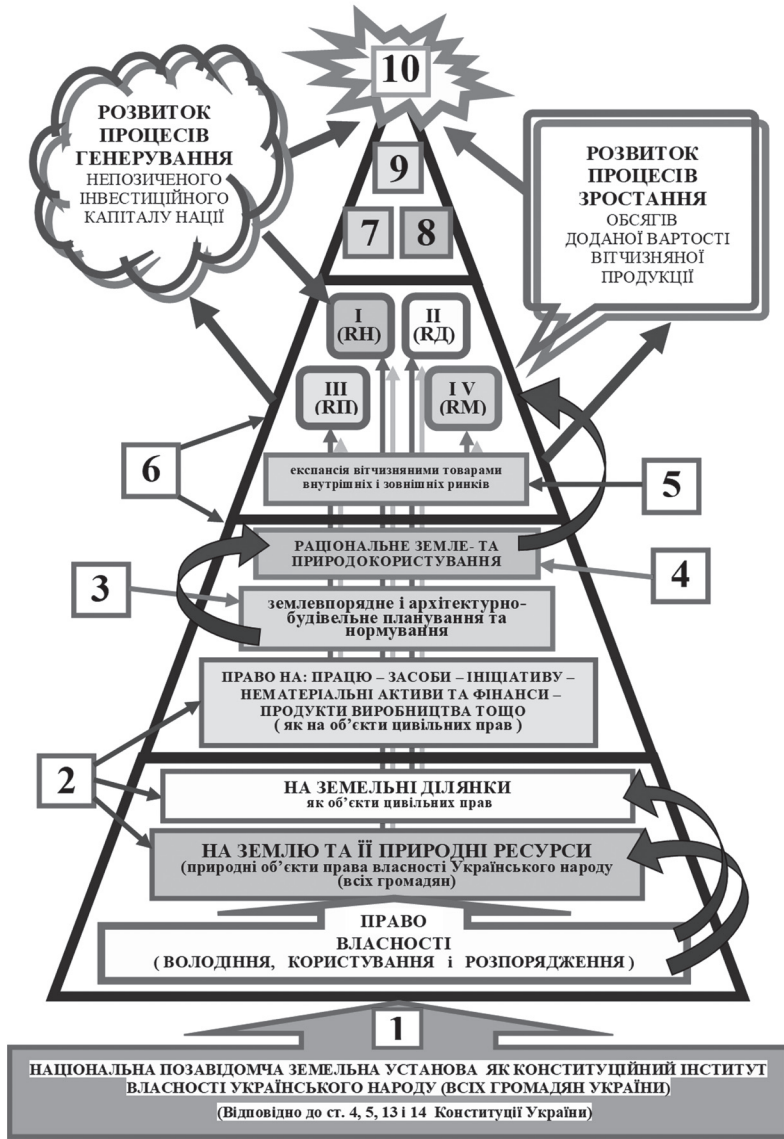 10
РОЗВИТОК
ПРОЦЕСІВ
ГЕНЕРУВАННЯ
НЕПОЗИЧЕНОГО
ІНВЕСТИЦІЙНОГО
КАПІТАЛУ НАЦІЇ
РОЗВИТОК
ПРОЦЕСІВ
ЗРОСТАННЯ
ОБСЯГІВ
ДОДАНОЇ ВАРТОСТІ
ВІТЧИЗНЯНОЇ
ПРОДУКЦІЇ
9
7
8
I
(RН)
II
(RД)
III
(RП)
I V
(RМ)
6
експансія вітчизняними товарами
внутрішніх і зовнішніх ринків
5
РАЦІОНАЛЬНЕ ЗЕМЛЕ- ТА
ПРИРОДОКОРИСТУВАННЯ
4
3
землевпорядне і архітектурно-
будівельне планування та
нормування
ПРАВО НА: ПРАЦЮ – ЗАСОБИ – ІНІЦІАТИВУ –
НЕМАТЕРІАЛЬНІ АКТИВИ ТА ФІНАНСИ –
ПРОДУКТИ ВИРОБНИЦТВА ТОЩО
( як на об’єкти цивільних прав )
2
НА ЗЕМЕЛЬНІ ДІЛЯНКИ
як об’єкти цивільних прав
НА ЗЕМЛЮ ТА ЇЇ ПРИРОДНІ РЕСУРСИ
(природні об’єкти права власності Українського народу
(всіх громадян)
ПРАВО
ВЛАСНОСТІ
( ВОЛОДІННЯ, КОРИСТУВАННЯ і РОЗПОРЯДЖЕННЯ )
1
НАЦІОНАЛЬНА ПОЗАВІДОМЧА ЗЕМЕЛЬНА УСТАНОВА ЯК КОНСТИТУЦІЙНИЙ ІНСТИТУТ
ВЛАСНОСТІ УКРАЇНСЬКОГО НАРОДУ (ВСІХ ГРОМАДЯН УКРАЇНИ)
(Відповідно до ст. 4, 5, 13 і 14 Конституції України)